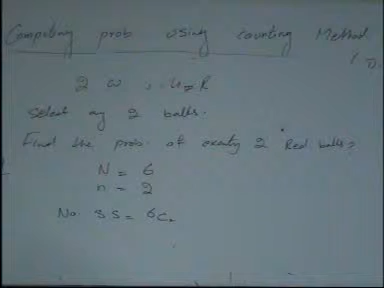 Computing prob using counting Method
2 W , 4 = R
Select any 2 balls.
Find the prob. of exacty 2 Red balls?
N = 6
n = 2
No. SS = 6C₂